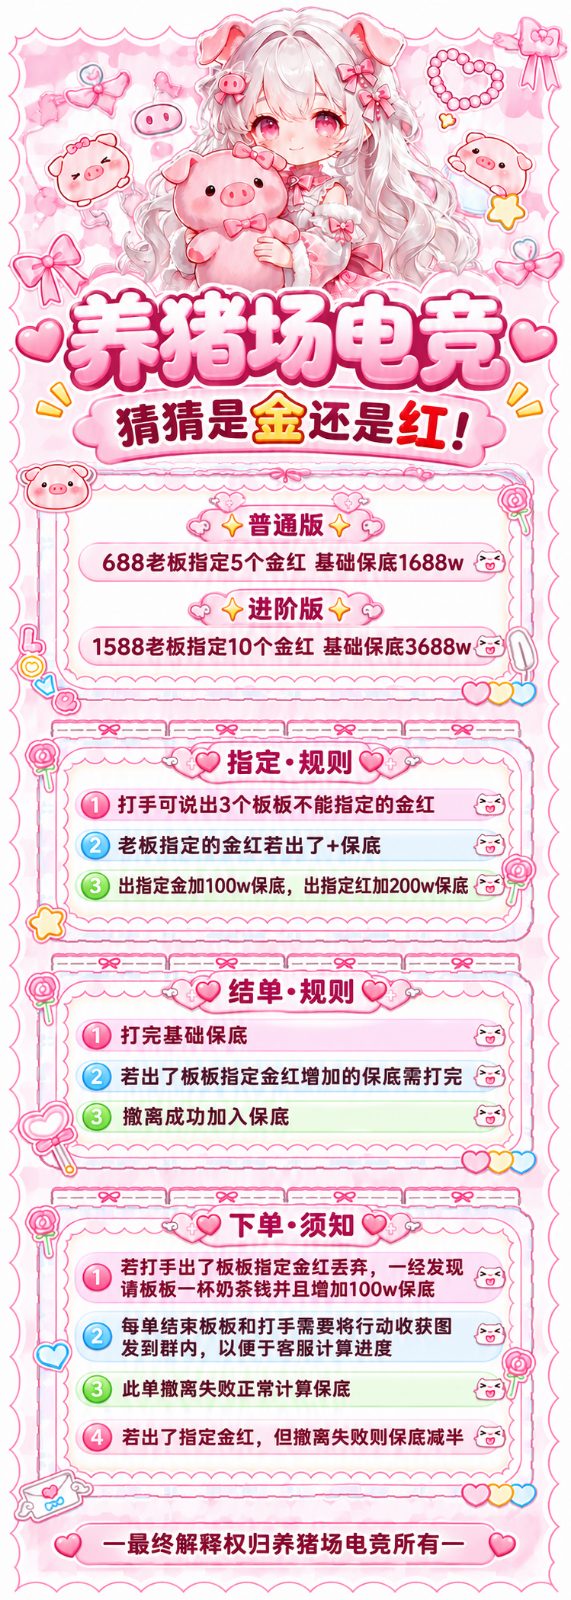 养猪场电竞
猜猜是金还是红!
普通版
688老板指定5个金红 基础保底1688w
进阶版
1588老板指定10个金红 基础保底3688w
指定·规则
1 打手可说出3个板板不能指定的金红
2 老板指定的金红若出了+保底
3 出指定金加100w保底，出指定红加200w保底
结单·规则
1 打完基础保底
2 若出了板板指定金红增加的保底需打完
3 撤离成功加入保底
下单·须知
1 若打手出了板板指定金红丢弃，一经发现
请板板一杯奶茶钱并且增加100w保底
2 每单结束板板和打手需要将行动收获图
发到群内，以便于客服计算进度
3 此单撤离失败正常计算保底
4 若出了指定金红，但撤离失败则保底减半
—最终解释权归养猪场电竞所有—